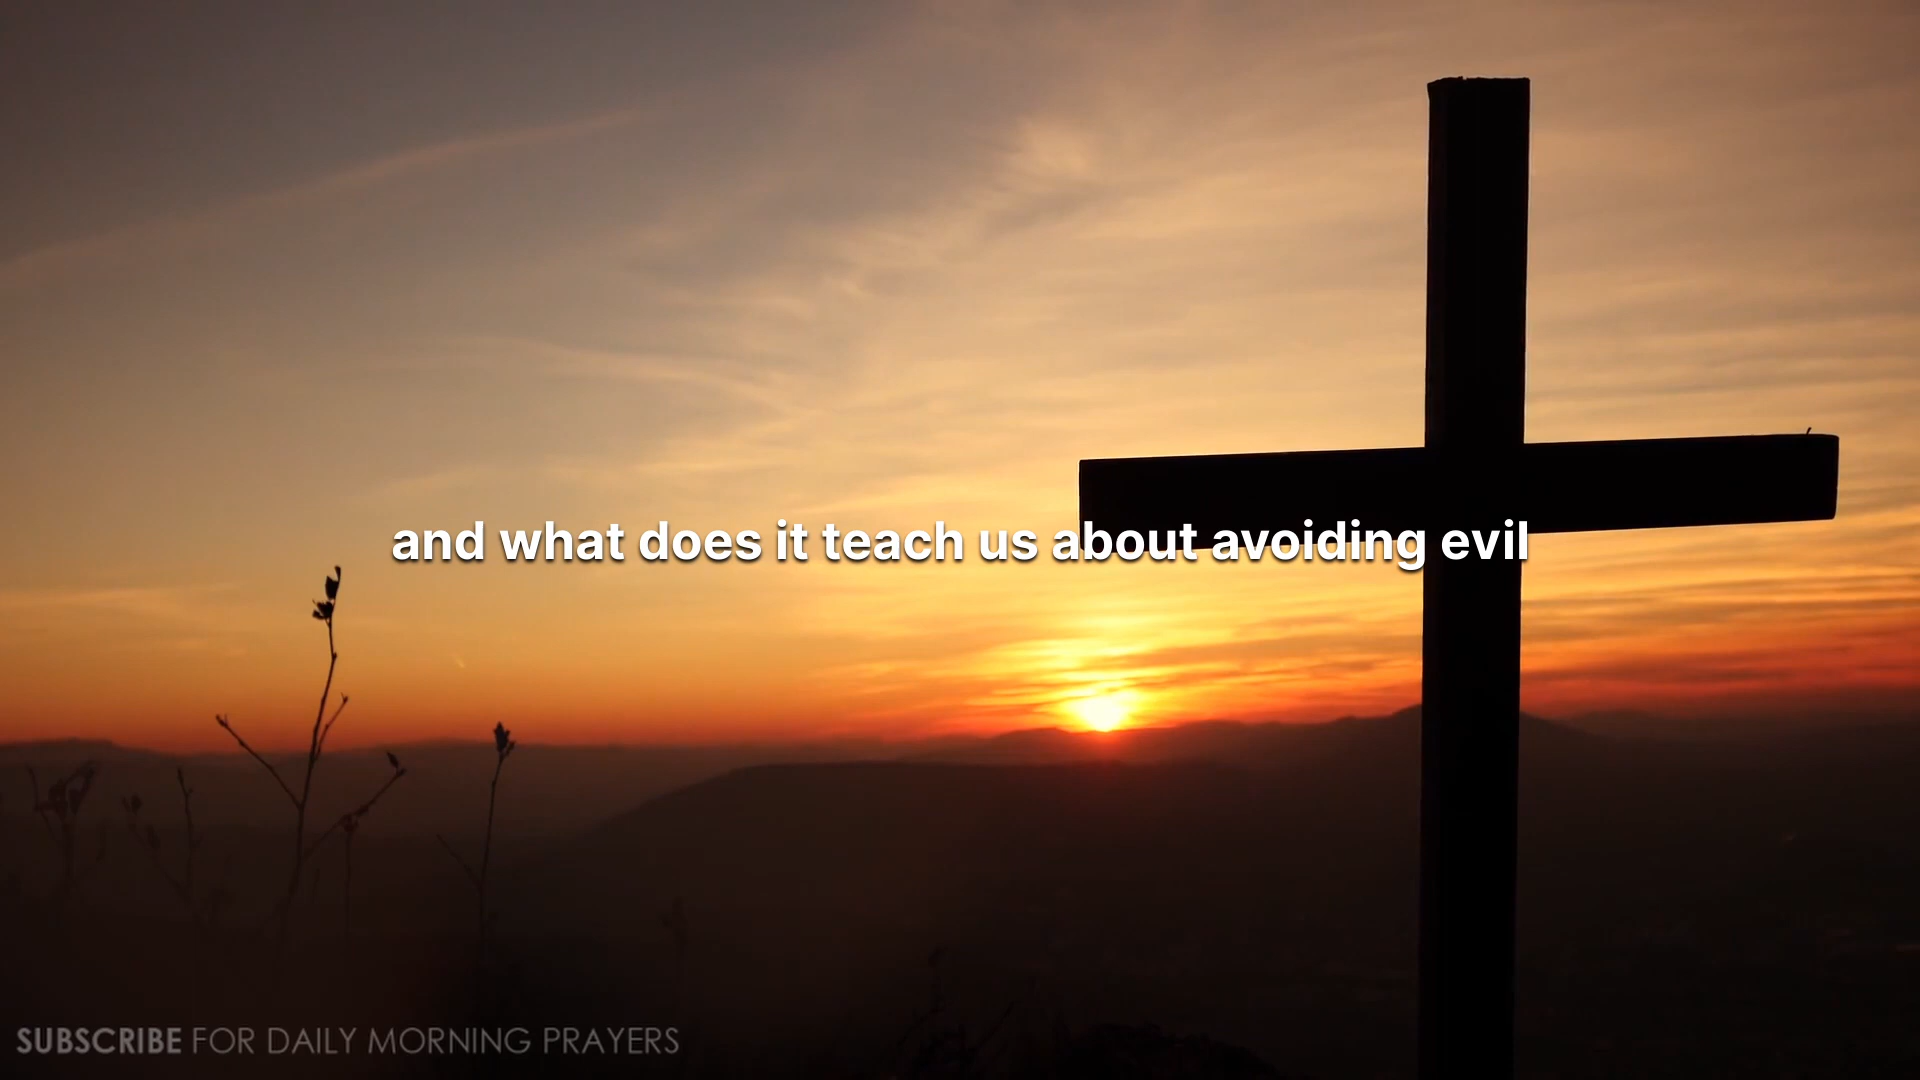 and what does it teach us about avoiding evil
SUBSCRIBE FOR DAILY MORNING PRAYERS